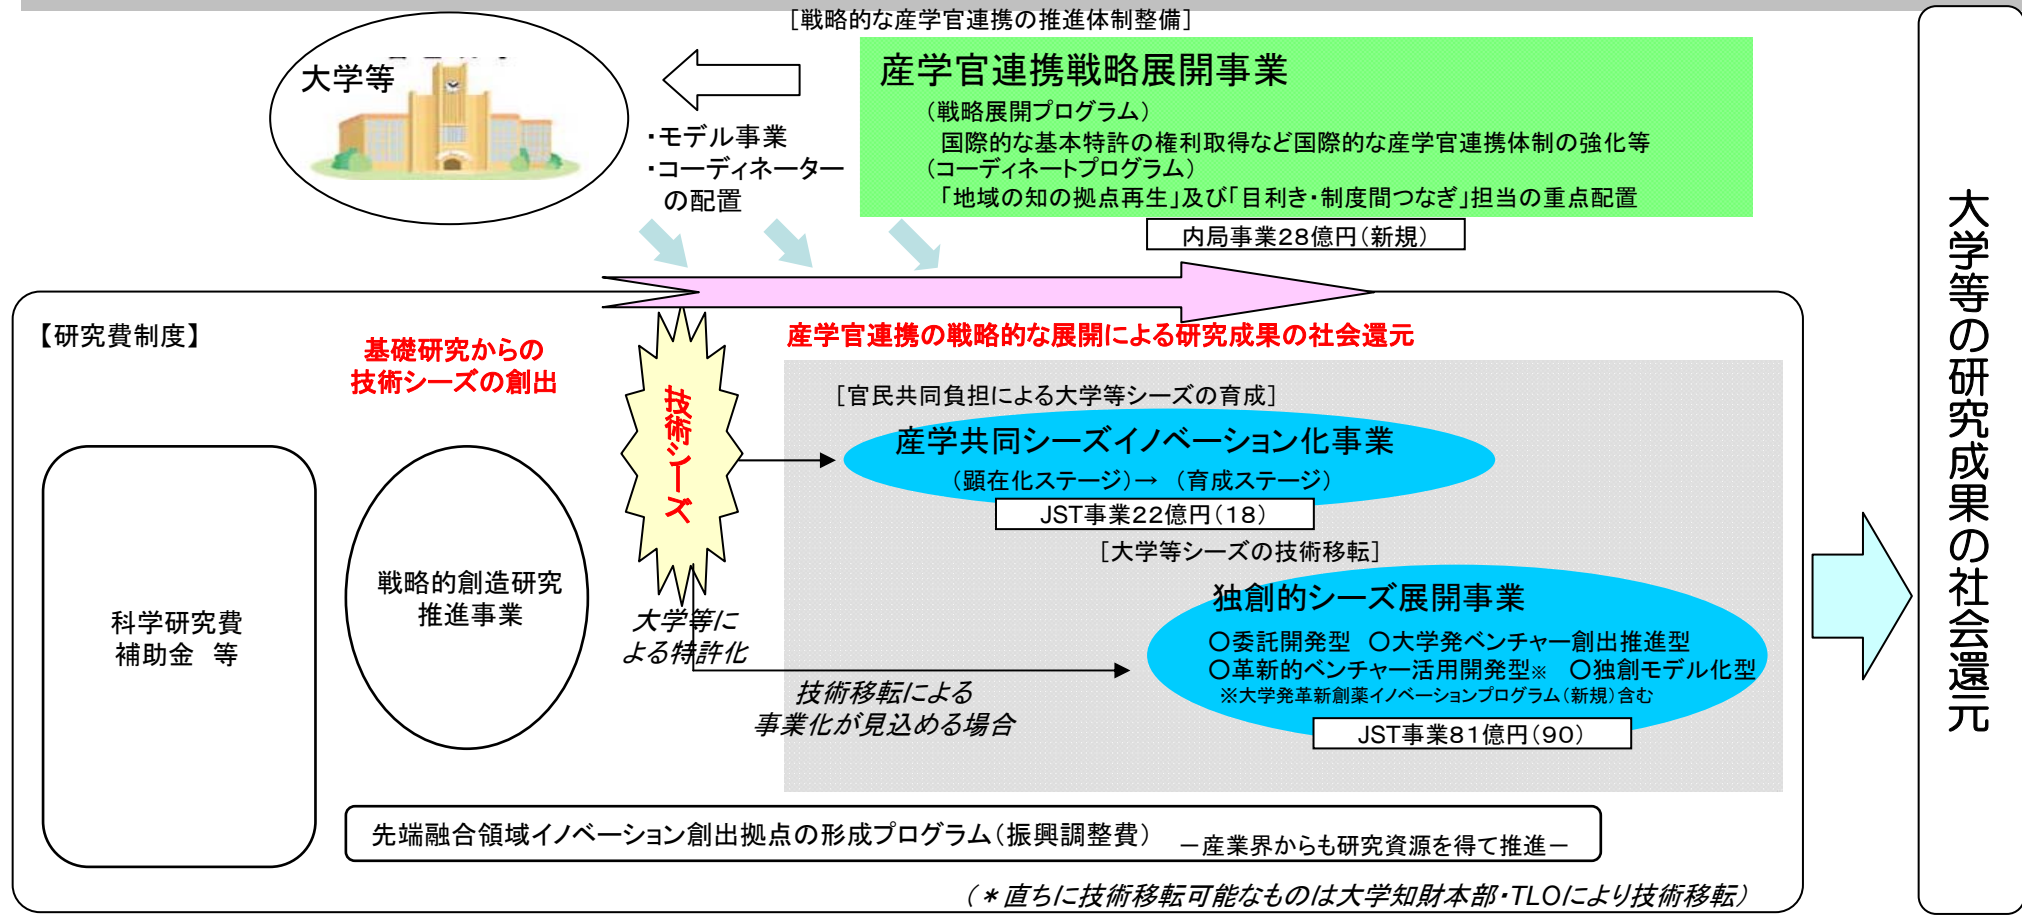 ［戦略的な産学官連携の推進体制整備］
大学等
産学官連携戦略展開事業
（戦略展開プログラム）
国際的な基本特許の権利取得など国際的な産学官連携体制の強化等
（コーディネートプログラム）
「地域の知の拠点再生」及び「目利き・制度間つなぎ」担当の重点配置
内局事業２８億円（新規）
・モデル事業
・コーディネーター
の配置
【研究費制度】
基礎研究からの
技術シーズの創出
技術シーズ
産学官連携の戦略的な展開による研究成果の社会還元
［官民共同負担による大学等シーズの育成］
産学共同シーズイノベーション化事業
（顕在化ステージ）→ （育成ステージ）
JST事業２２億円（１８）
［大学等シーズの技術移転］
独創的シーズ展開事業
○委託開発型 ○大学発ベンチャー創出推進型
○革新的ベンチャー活用開発型※ ○独創モデル化型
※大学発革新創薬イノベーションプログラム（新規）含む
JST事業８１億円（９０）
科学研究費
補助金 等
戦略的創造研究
推進事業
大学等に
よる特許化
技術移転による
事業化が見込める場合
先端融合領域イノベーション創出拠点の形成プログラム（振興調整費） －産業界からも研究資源を得て推進－
（＊直ちに技術移転可能なものは大学知財本部・TLOにより技術移転）
大学等の研究成果の社会還元